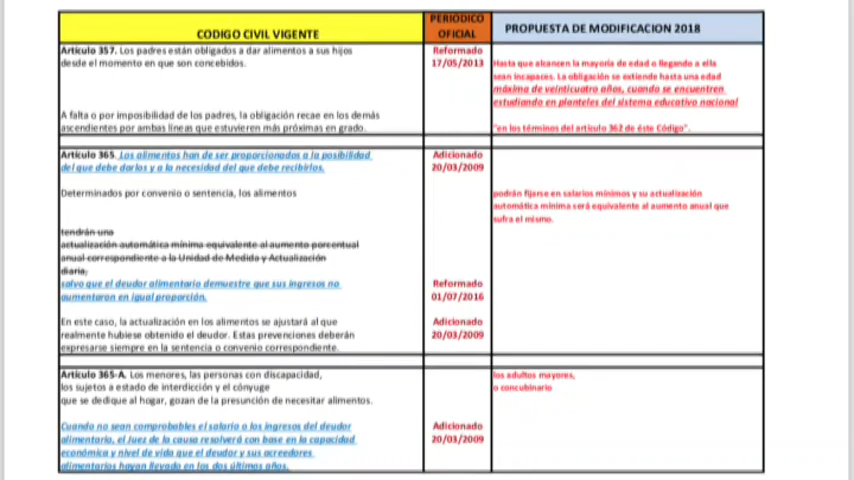 CODIGO CIVIL VIGENTE
PERIÓDICO
OFICIAL
PROPUESTA DE MODIFICACION 2018
Artículo 357. Los padres están obligados a dar alimentos a sus hijos
desde el momento en que son concebidos.
Reformado
17/05/2013
Hasta que alcancen la mayoría de edad o llegando a ella
sean incapaces. La obligación se extiende hasta una edad
máxima de veinticuatro años, cuando se encuentren
estudiando en planteles del sistema educativo nacional
A falta o por imposibilidad de los padres, la obligación recae en los demás
ascendientes por ambas líneas que estuvieren más próximas en grado.
"en los términos del artículo 362 de éste Código".
Artículo 365. Los alimentos han de ser proporcionados a la posibilidad
del que debe darlos y a la necesidad del que debe recibirlos.
Adicionado
20/03/2009
Determinados por convenio o sentencia, los alimentos
podrán fijarse en salarios mínimos y su actualización
automática mínima será equivalente al aumento anual que
sufra el mismo.
tendrán una
actualización automática mínima equivalente al aumento porcentual
anual correspondiente a la Unidad de Medida y Actualización
diaria,
salvo que el deudor alimentario demuestre que sus ingresos no
aumentaron en igual proporción.
Reformado
01/07/2016
En este caso, la actualización en los alimentos se ajustará al que
realmente hubiese obtenido el deudor. Estas prevenciones deberán
expresarse siempre en la sentencia o convenio correspondiente.
Adicionado
20/03/2009
Artículo 365-A. Los menores, las personas con discapacidad,
los sujetos a estado de interdicción y el cónyuge
que se dedique al hogar, gozan de la presunción de necesitar alimentos.
los adultos mayores,
o concubinario
Cuando no sean comprobables el salario o los ingresos del deudor
alimentario, el Juez de la causa resolverá con base en la capacidad
económica y nivel de vida que el deudor y sus acreedores
alimentarios hayan llevado en los dos últimos años.
Adicionado
20/03/2009